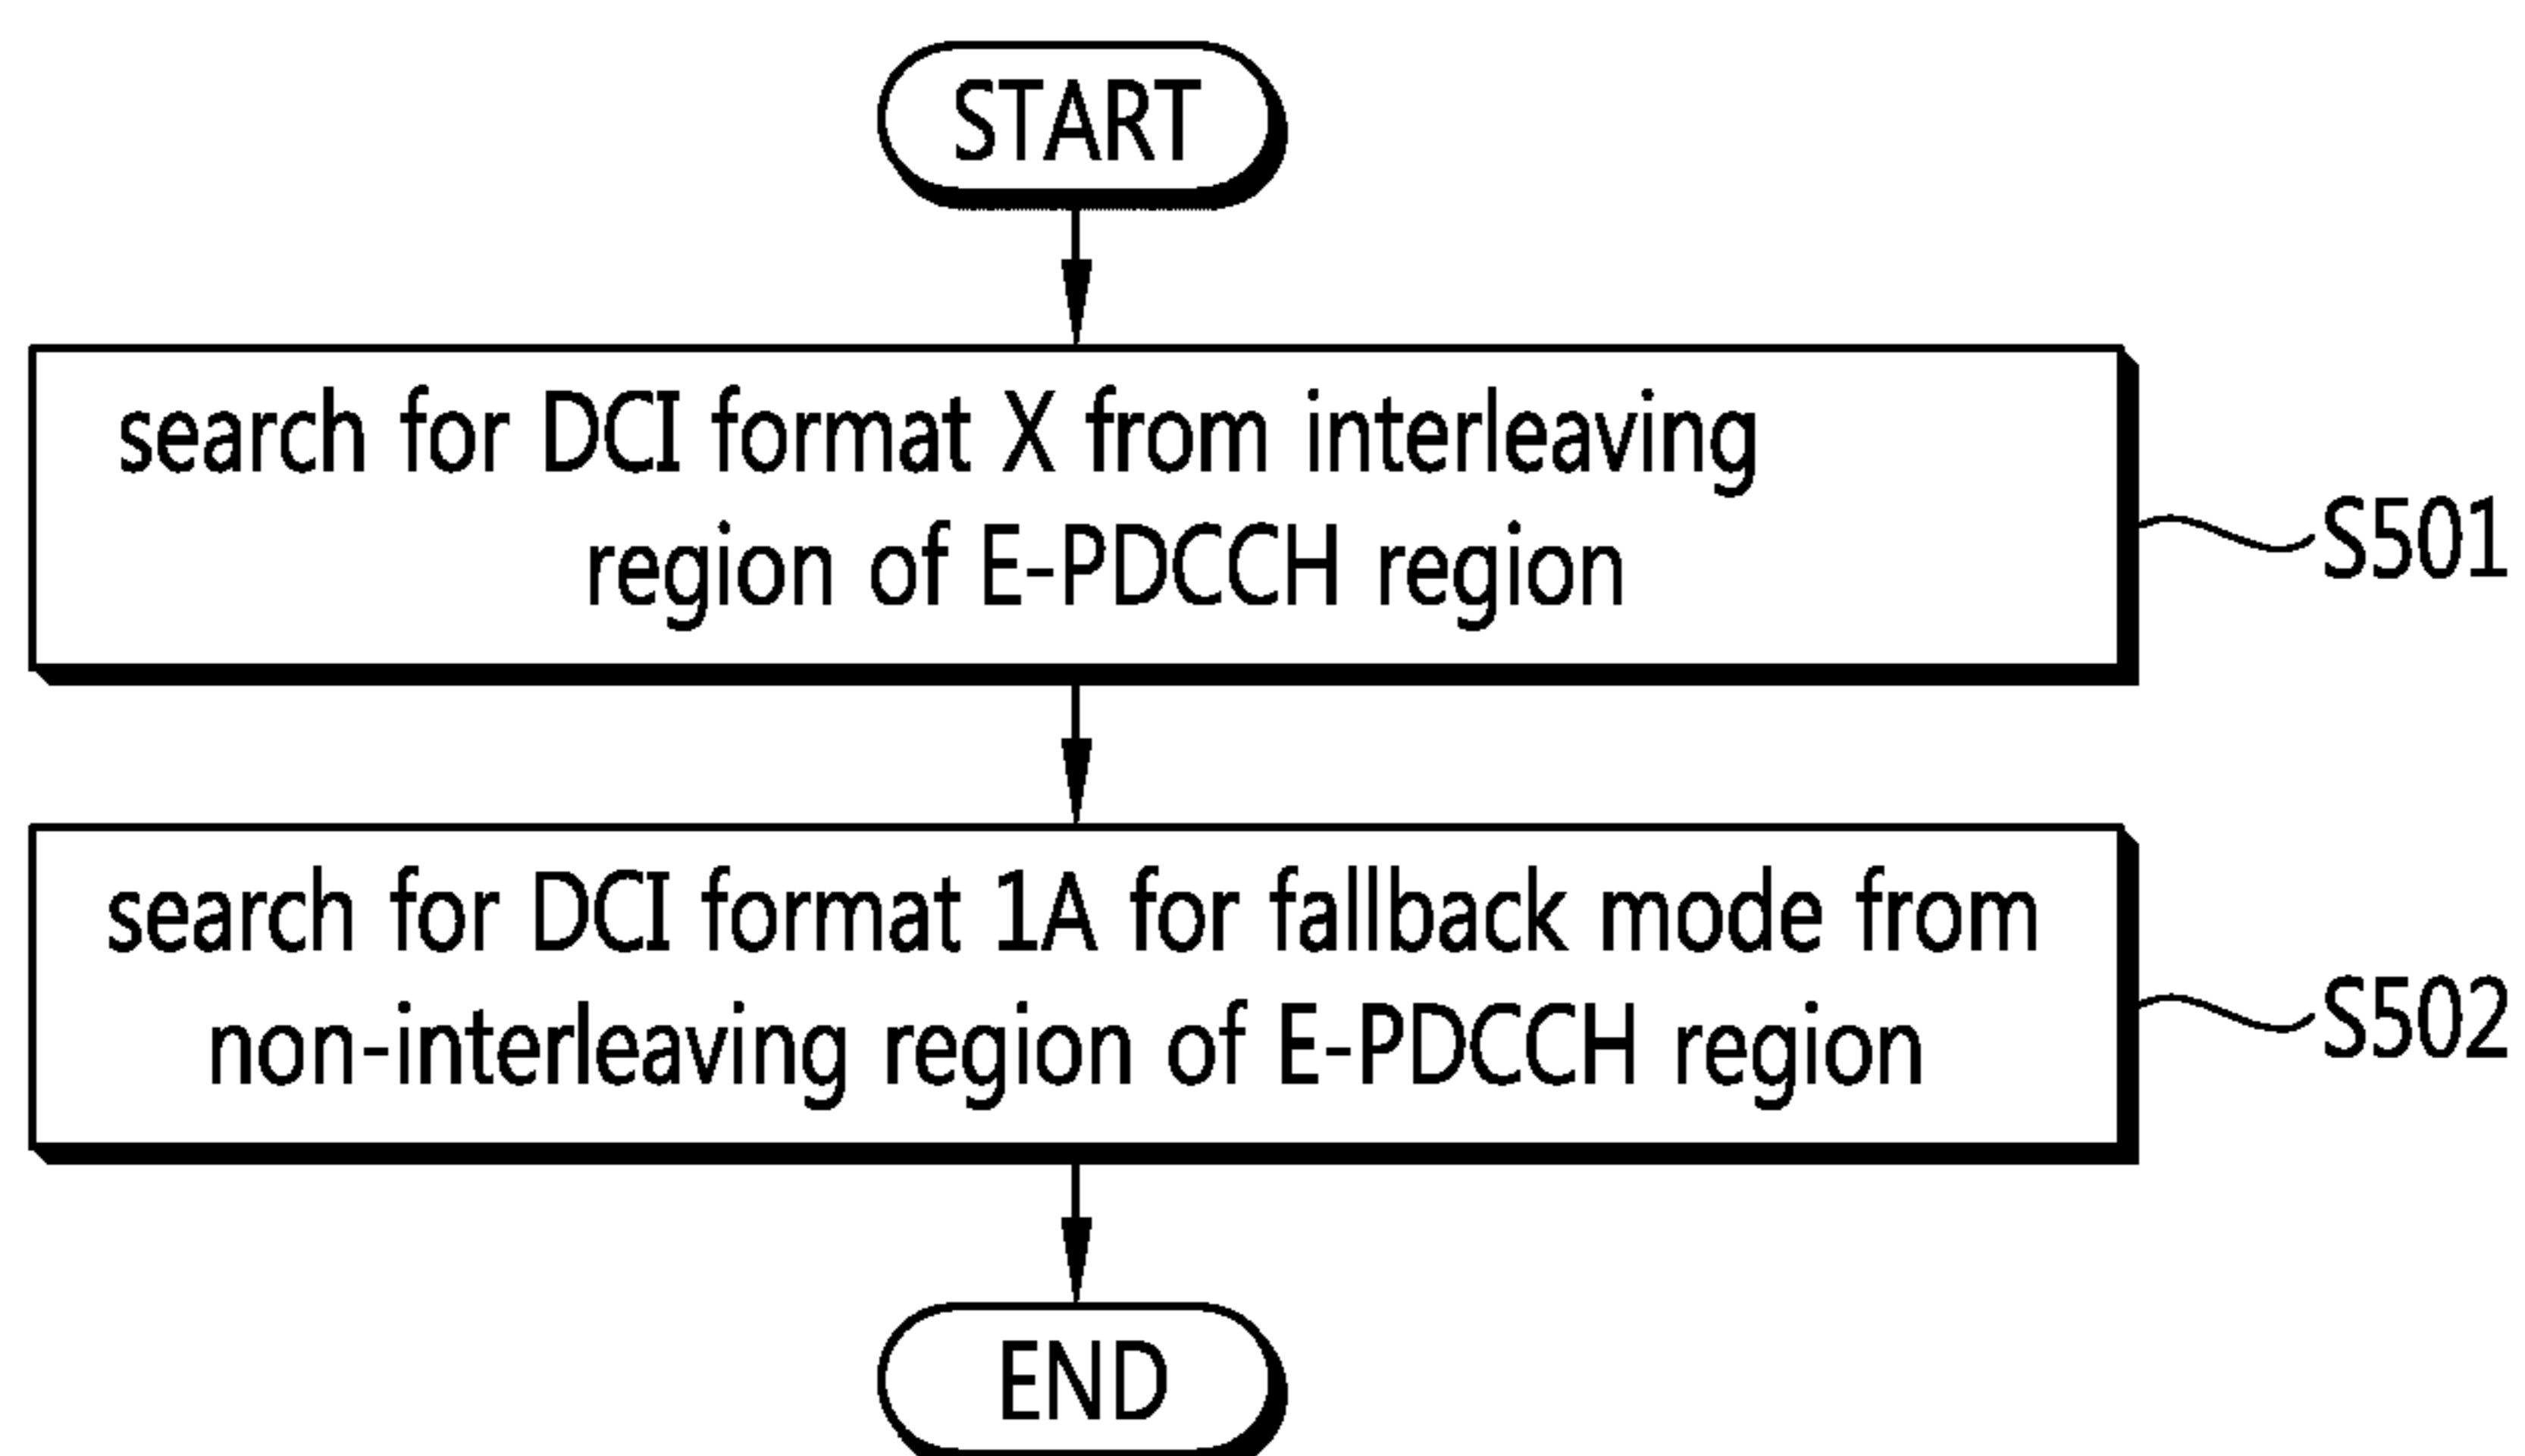 START
search for DCI format X from interleaving
region of E-PDCCH region
S501
search for DCI format 1A for fallback mode from
non-interleaving region of E-PDCCH region
S502
END